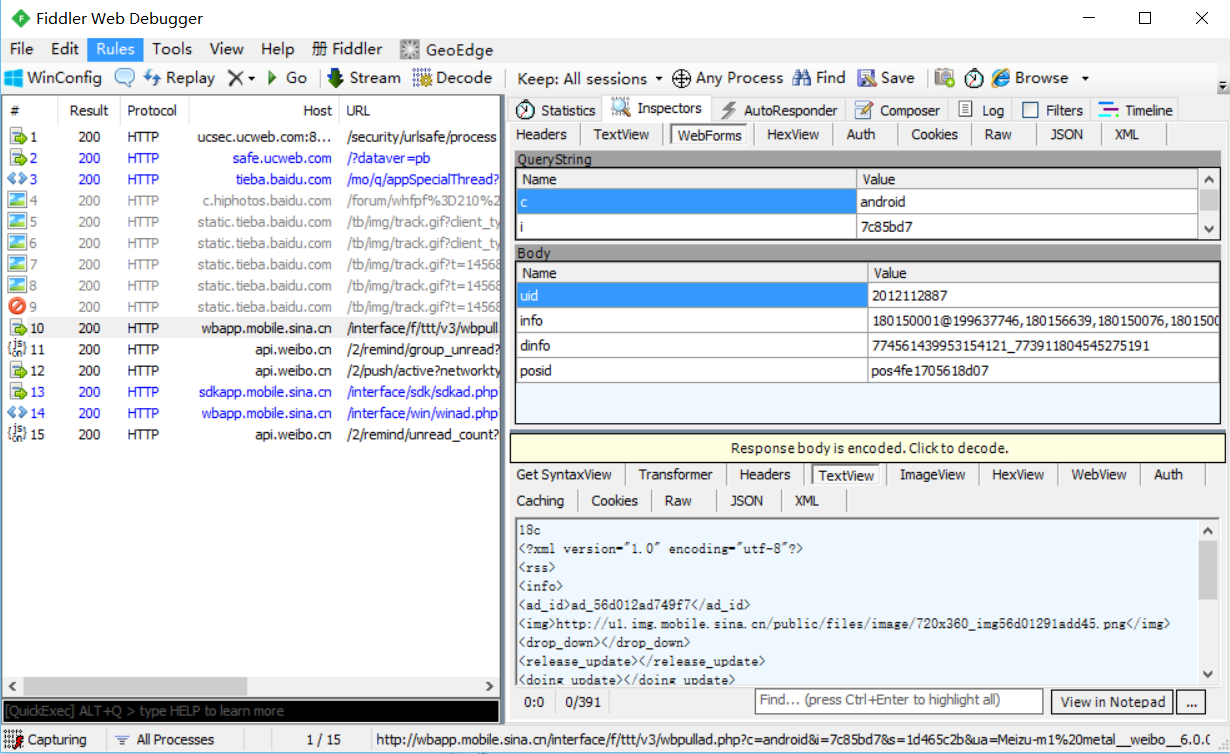 Fiddler Web Debugger
File Edit Rules Tools View Help 册 Fiddler GeoEdge
WinConfig Replay Go Stream Decode Keep: All sessions Any Process Find Save Browse
# Result Protocol Host URL
1 200 HTTP ucsec.ucweb.com:8... /security/urlsafe/process
2 200 HTTP safe.ucweb.com /?dataver=pb
3 200 HTTP tieba.baidu.com /mo/q/appSpecialThread?
4 200 HTTP c.hiphotos.baidu.com /forum/whfpf%3D210%2
5 200 HTTP static.tieba.baidu.com /tb/img/track.gif?client_ty
6 200 HTTP static.tieba.baidu.com /tb/img/track.gif?client_ty
7 200 HTTP static.tieba.baidu.com /tb/img/track.gif?t=14568
8 200 HTTP static.tieba.baidu.com /tb/img/track.gif?t=14568
9 200 HTTP static.tieba.baidu.com /tb/img/track.gif?t=14568
10 200 HTTP wbapp.mobile.sina.cn /interface/f/ttt/v3/wbpull
11 200 HTTP api.weibo.cn /2/remind/group_unread?
12 200 HTTP api.weibo.cn /2/push/active?networkty
13 200 HTTP sdkapp.mobile.sina.cn /interface/sdk/sdkad.php
14 200 HTTP wbapp.mobile.sina.cn /interface/win/winad.php
15 200 HTTP api.weibo.cn /2/remind/unread_count?
[QuickExec] ALT+Q > type HELP to learn more
Statistics Inspectors AutoResponder Composer Log Filters Timeline
Headers TextView WebForms HexView Auth Cookies Raw JSON XML
QueryString
Name Value
c android
i 7c85bd7
Body
Name Value
uid 2012112887
info 180150001@199637746,180156639,180150076,180150
dinfo 774561439953154121_773911804545275191
posid pos4fe1705618d07
Response body is encoded. Click to decode.
Get SyntaxView Transformer Headers TextView ImageView HexView WebView Auth
Caching Cookies Raw JSON XML
18c
<?xml version="1.0" encoding="utf-8"?>
<rss>
<info>
<ad_id>ad_56d012ad749f7</ad_id>
<img>http://u1.img.mobile.sina.cn/public/files/image/720x360_img56d01291add45.png</img>
<drop_down></drop_down>
<release_update></release_update>
<doing_update></doing_update>
0:0 0/391 Find... (press Ctrl+Enter to highlight all) View in Notepad ...
Capturing All Processes 1 / 15 http://wbapp.mobile.sina.cn/interface/f/ttt/v3/wbpullad.php?c=android&i=7c85bd7&s=1d465c2b&ua=Meizu-m1%20metal__weibo__6.0.0